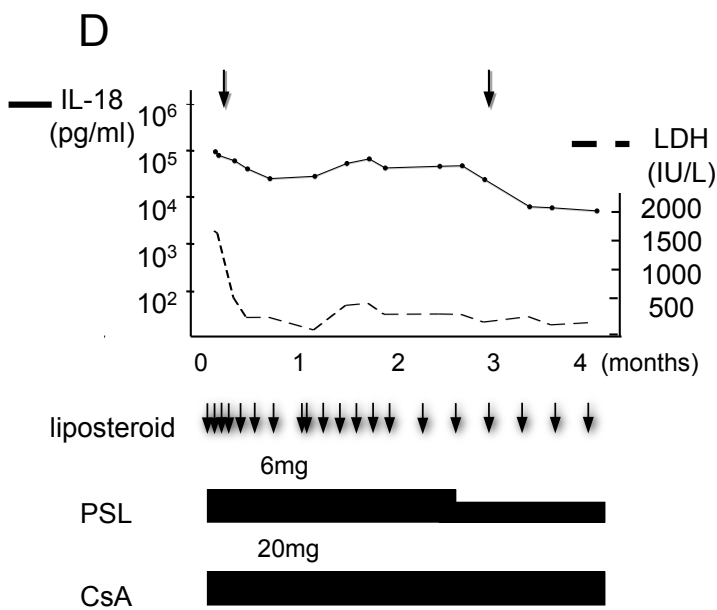 D
IL-18
(pg/ml)
10⁶
10⁵
10⁴
10³
10²
LDH
(IU/L)
2000
1500
1000
500
0 1 2 3 4 (months)
liposteroid
6mg
PSL
20mg
CsA